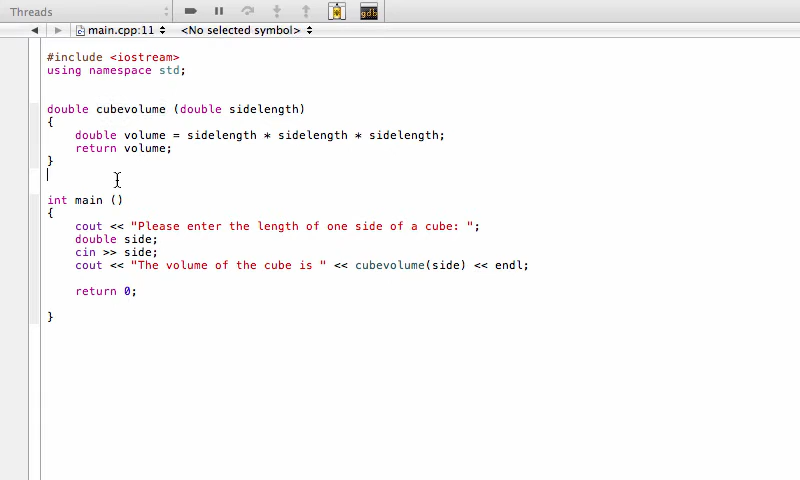 Threads
gdb
main.cpp:11 <No selected symbol>
#include <iostream>
using namespace std;
double cubevolume (double sidelength)
{
double volume = sidelength * sidelength * sidelength;
return volume;
}
int main ()
{
cout << "Please enter the length of one side of a cube: ";
double side;
cin >> side;
cout << "The volume of the cube is " << cubevolume(side) << endl;
return 0;
}